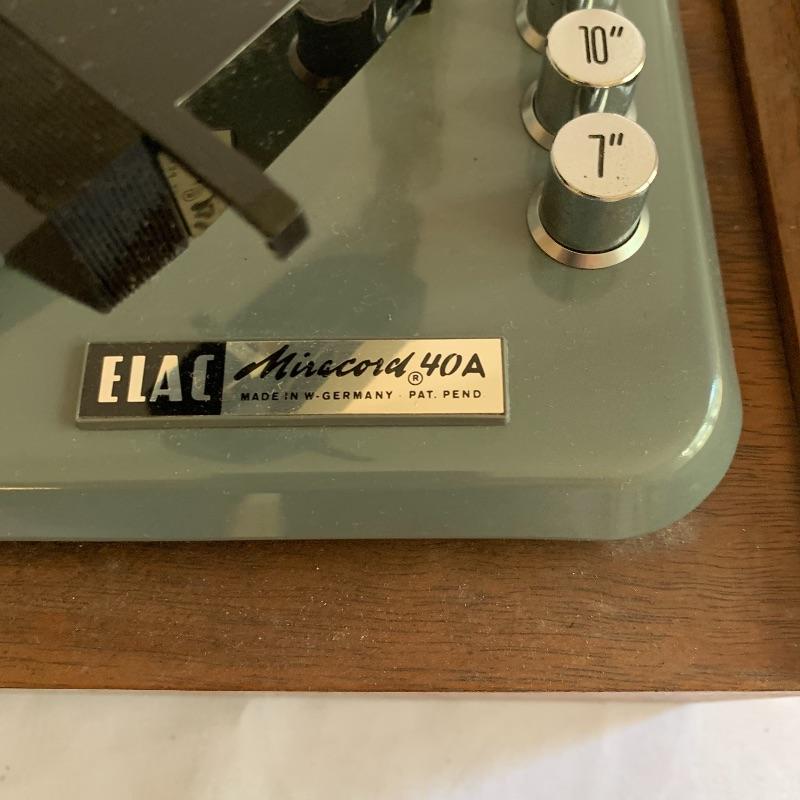 10"
7"
ELAC Miracord® 40A
MADE IN W-GERMANY · PAT. PEND